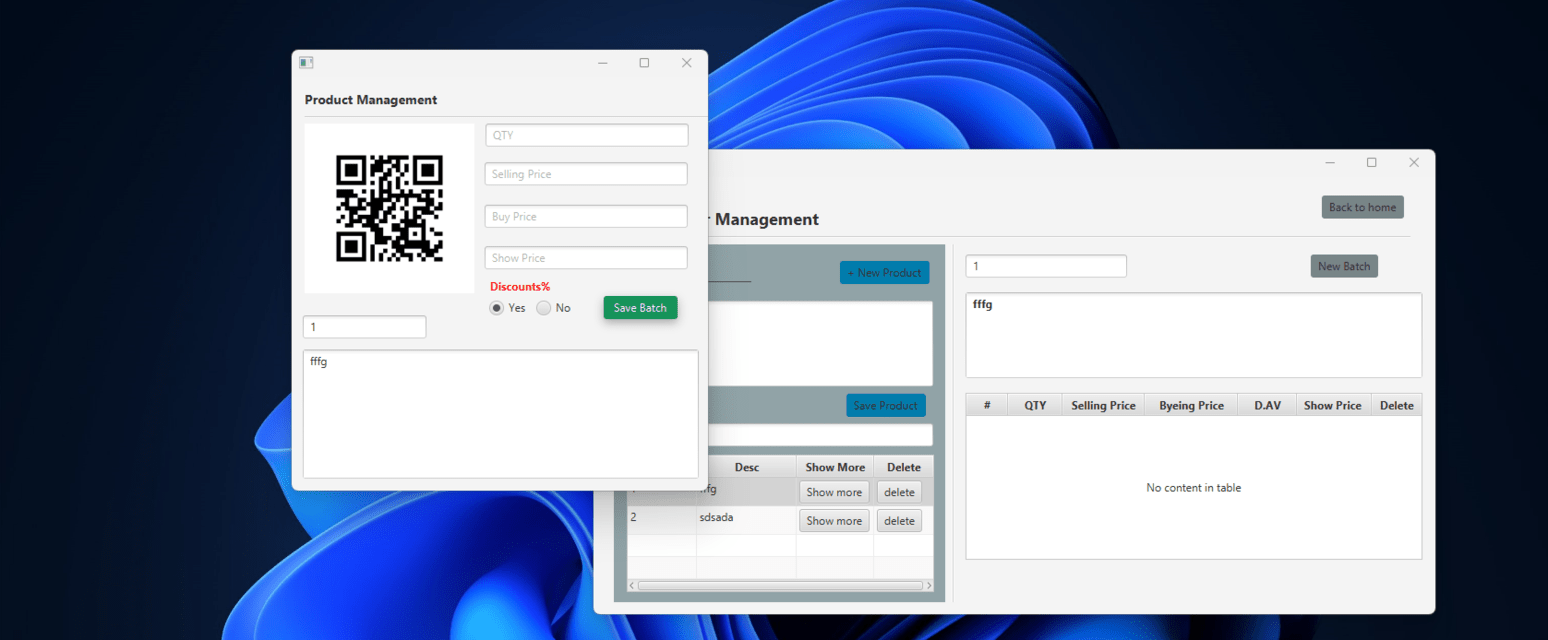 Product Management
QTY
Selling Price
Buy Price
Show Price
Discounts%
Yes
No
Save Batch
1
fffg
Management
Back to home
+ New Product
Save Product
Desc
Show More
Delete
Show more
delete
2
sdsada
Show more
delete
1
New Batch
fffg
#
QTY
Selling Price
Byeing Price
D.AV
Show Price
Delete
No content in table